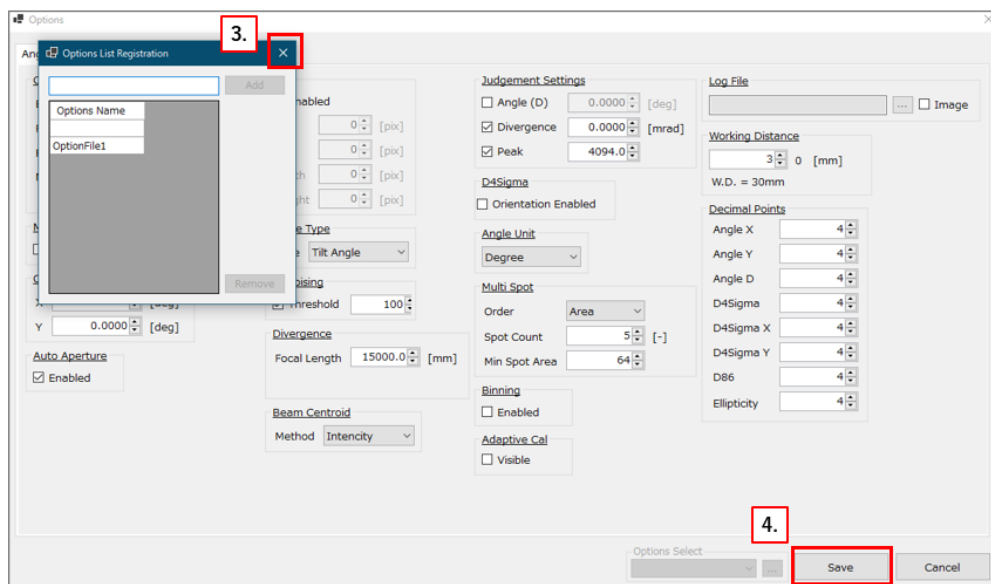 Options
3.
An
Options List Registration
Add
Options Name
OptionFile1
Remove
nabled
0 [pix]
0 [pix]
th 0 [pix]
ght 0 [pix]
e Type
e Tilt Angle
ising
Threshold 100
X [deg]
Y 0.0000 [deg]
Auto Aperture
Enabled
Divergence
Focal Length 15000.0 [mm]
Beam Centroid
Method Intencity
Judgement Settings
Angle (D) 0.0000 [deg]
Divergence 0.0000 [mrad]
Peak 4094.0
D4Sigma
Orientation Enabled
Angle Unit
Degree
Multi Spot
Order Area
Spot Count 5 [-]
Min Spot Area 64
Binning
Enabled
Adaptive Cal
Visible
Log File
... Image
Working Distance
3 0 [mm]
W.D. = 30mm
Decimal Points
Angle X 4
Angle Y 4
Angle D 4
D4Sigma 4
D4Sigma X 4
D4Sigma Y 4
D86 4
Ellipticity 4
4.
Options Select
...
Save
Cancel